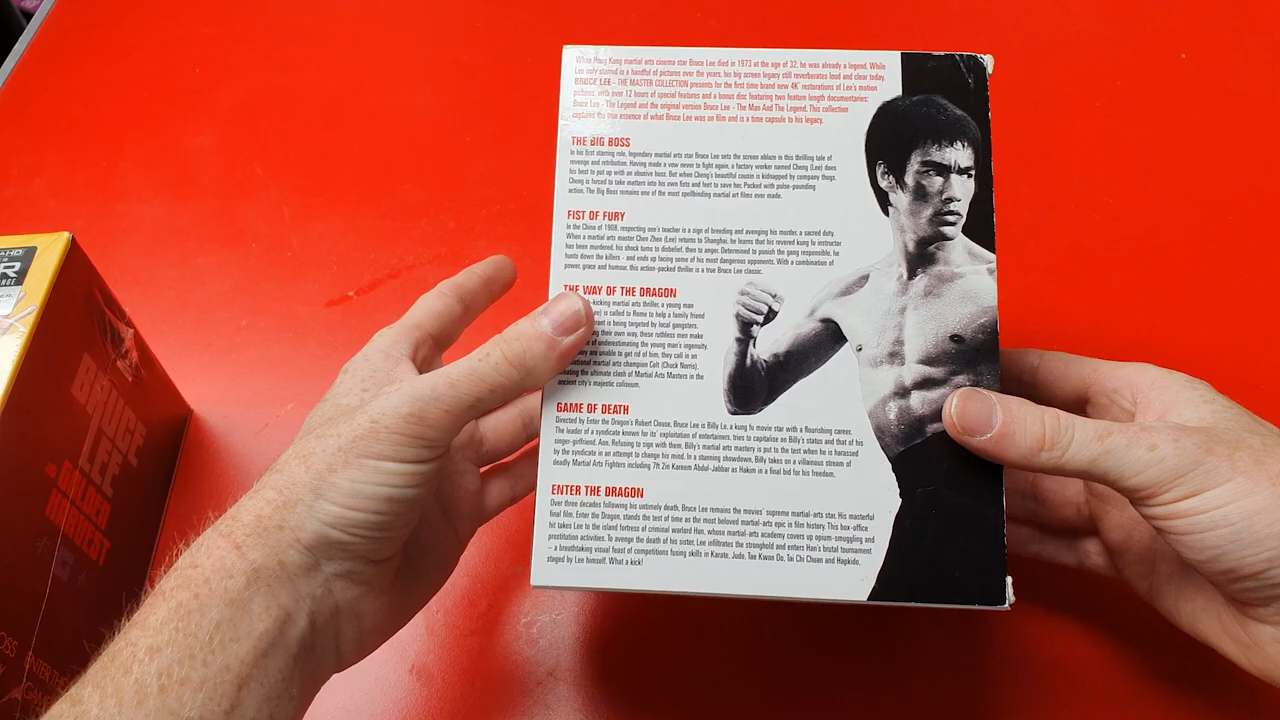 When Hong Kong martial arts cinema star Bruce Lee died in 1973 at the age of 32, he was already a legend. While
Lee only starred in a handful of pictures over the years, his big screen legacy still reverberates loud and clear today.
BRUCE LEE - THE MASTER COLLECTION presents for the first time brand new 4K restorations of Lee's motion
pictures, with over 12 hours of special features and a bonus disc featuring two feature length documentaries:
Bruce Lee - The Legend and the original version Bruce Lee - The Man And The Legend. This collection
captures the true essence of what Bruce Lee was on film and is a time capsule to his legacy.
THE BIG BOSS
In his first starring role, legendary martial arts star Bruce Lee sets the screen ablaze in this thrilling tale of
revenge and retribution. Having made a vow never to fight again, a factory worker named Cheng (Lee) does
his best to put up with an abusive boss. But when Cheng's beautiful cousin is kidnapped by company thugs,
Cheng is forced to take matters into his own fists and feet to save her. Packed with pulse-pounding
action, The Big Boss remains one of the most spellbinding martial art films ever made.
FIST OF FURY
In the China of 1908, respecting one's teacher is a sign of breeding and avenging his murder, a sacred duty.
When a martial arts master Chen Zhen (Lee) returns to Shanghai, he learns that his revered kung fu instructor
has been murdered, his shock turns to disbelief, then to anger. Determined to punish the gang responsible, he
hunts down the killers - and ends up facing some of his most dangerous opponents. With a combination of
power, grace and humour, this action-packed thriller is a true Bruce Lee classic.
THE WAY OF THE DRAGON
-kicking martial arts thriller, a young man
is called to Rome to help a family friend
is being targeted by local gangsters.
their own way, these ruthless men make
of underestimating the young man's ingenuity.
are unable to get rid of him, they call in an
martial arts champion Colt (Chuck Norris),
the ultimate clash of Martial Arts Masters in the
ancient city's majestic coliseum.
GAME OF DEATH
Directed by Enter the Dragon's Robert Clouse, Bruce Lee is Billy Lo, a kung fu movie star with a flourishing career.
The leader of a syndicate known for its' exploitation of entertainers, tries to capitalise on Billy's status and that of his
singer-girlfriend, Ann. Refusing to sign with them, Billy's martial arts mastery is put to the test when he is harassed
by the syndicate in an attempt to change his mind. In a stunning showdown, Billy takes on a villainous stream of
deadly Martial Arts Fighters including 7ft 2in Kareem Abdul-Jabbar as Hakim in a final bid for his freedom.
ENTER THE DRAGON
Over three decades following his untimely death, Bruce Lee remains the movies' supreme martial-arts star. His masterful
final film, Enter the Dragon, stands the test of time as the most beloved martial-arts epic in film history. This box-office
hit takes Lee to the island fortress of criminal warlord Han, whose martial-arts academy covers up opium-smuggling and
prostitution activities. To avenge the death of his sister, Lee infiltrates the stronghold and enters Han's brutal tournament
– a breathtaking visual feast of competitions fusing skills in Karate, Judo, Tae Kwon Do, Tai Chi Chuan and Hapkido,
staged by Lee himself. What a kick!
BRUCE
LEE
GOLDEN
HARVEST